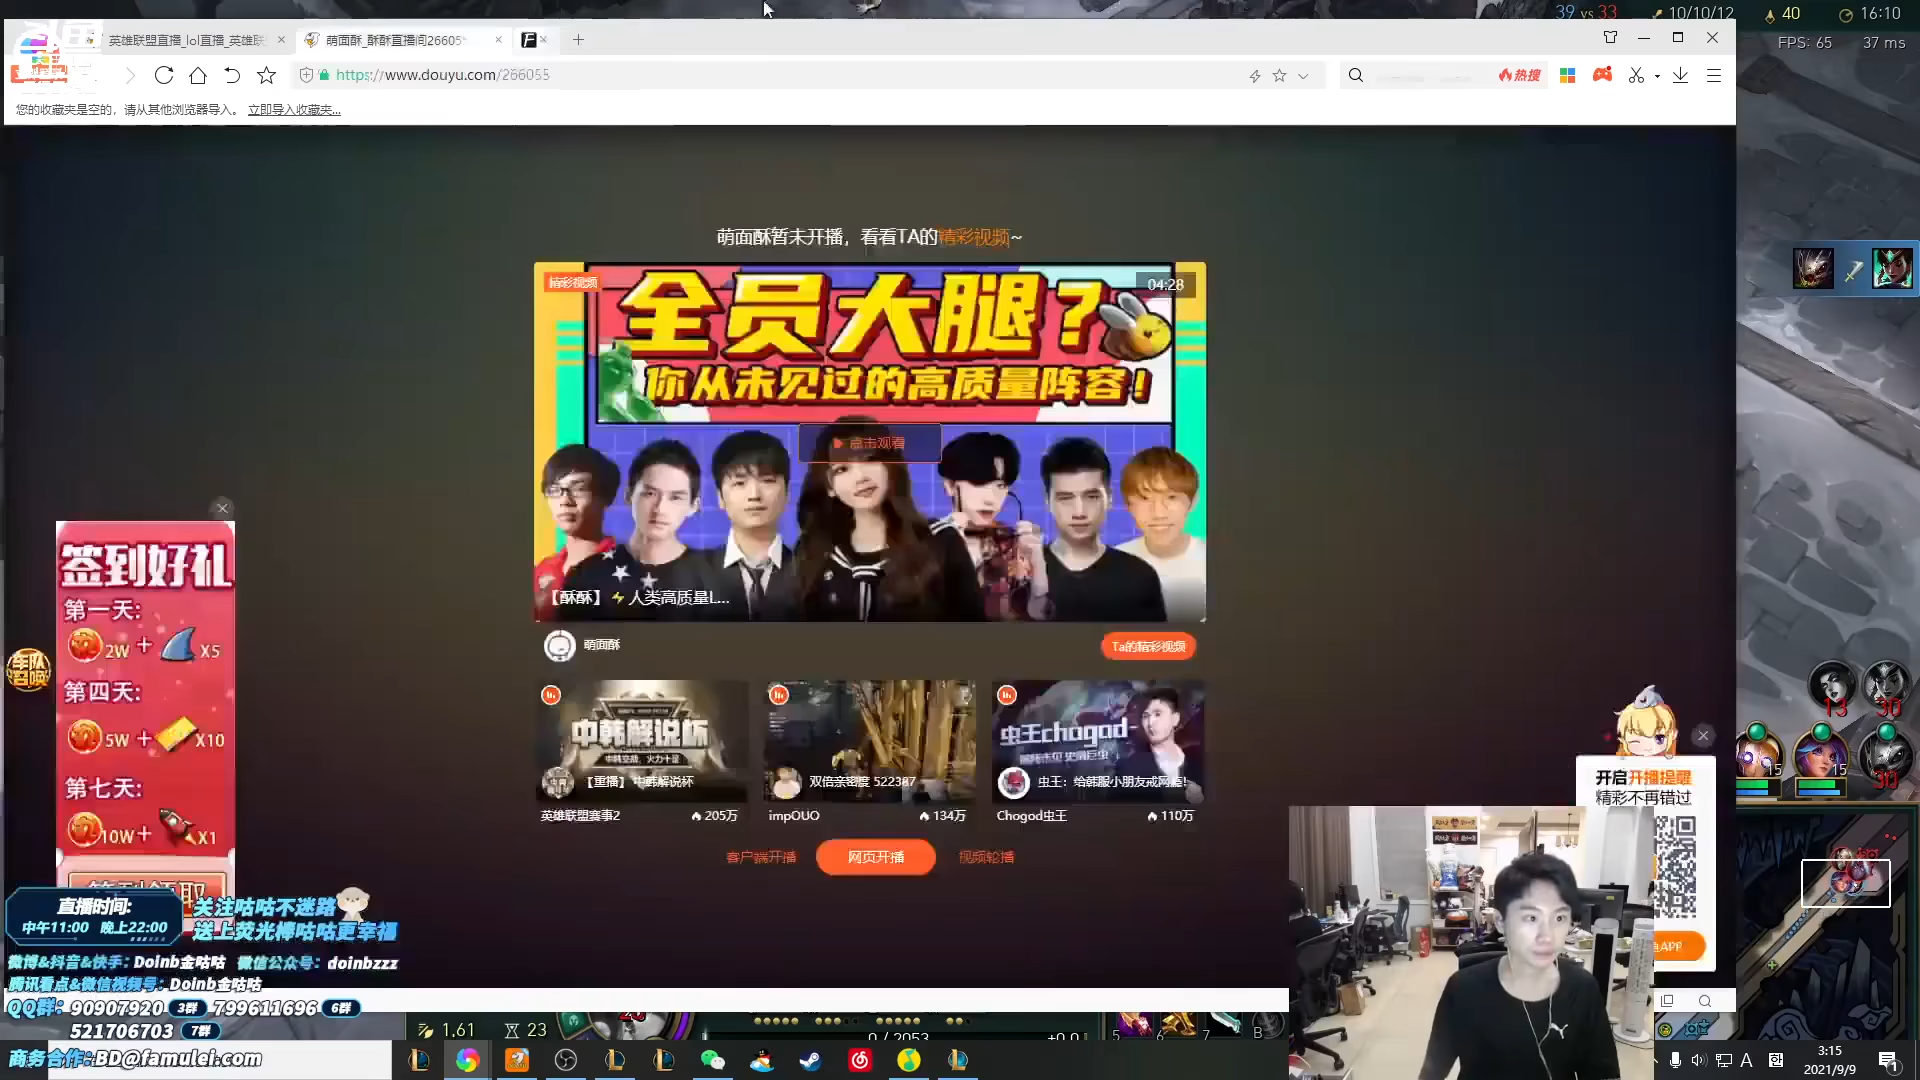 39 vs 33
10/10/12
40
16:10
FPS: 65
37 ms
英雄联盟直播_lol直播_英雄联
萌面酥_酥酥直播间26605
https://www.douyu.com/266055
热搜
您的收藏夹是空的，请从其他浏览器导入。 立即导入收藏夹...
萌面酥暂未开播，看看TA的精彩视频~
精彩视频
04:28
全员大腿？
你从未见过的高质量阵容！
点击观看
【酥酥】⚡人类高质量L...
萌面酥
Ta的精彩视频
中韩解说杯
【重播】中韩解说杯
英雄联盟赛事2
205万
双倍亲密度 522387
impOUO
134万
虫王chogod
虫王：给韩服小朋友戒网瘾！
Chogod虫王
110万
客户端开播
网页开播
视频轮播
签到好礼
第一天:
2W + X5
第四天:
5W + X10
第七天:
10W + X1
车队
召唤
开启开播提醒
精彩不再错过
13
30
15
15
30
直播时间:
中午11:00 晚上22:00
关注咕咕不迷路
送上荧光棒咕咕更幸福
微博&抖音&快手: Doinb金咕咕 微信公众号: doinbzzz
腾讯看点&微信视频号: Doinb金咕咕
QQ群: 90907920 3群 799611696 6群
521706703 7群
商务合作:BD@famulei.com
1.61
23
5
6
7
B
A
3:15
2021/9/9